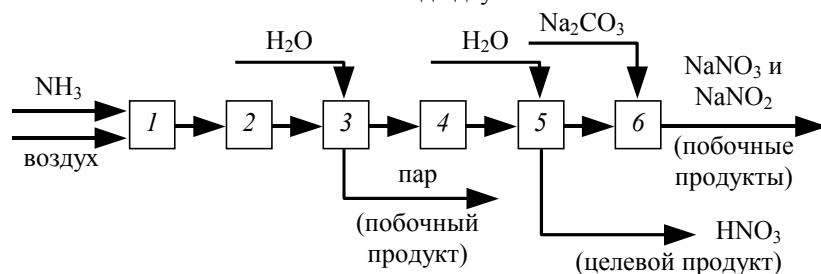 Na₂CO₃
H₂O
H₂O
NH₃
NaNO₃ и
NaNO₂
1
2
3
4
5
6
воздух
(побочные
продукты)
пар
(побочный
продукт)
HNO₃
(целевой продукт)